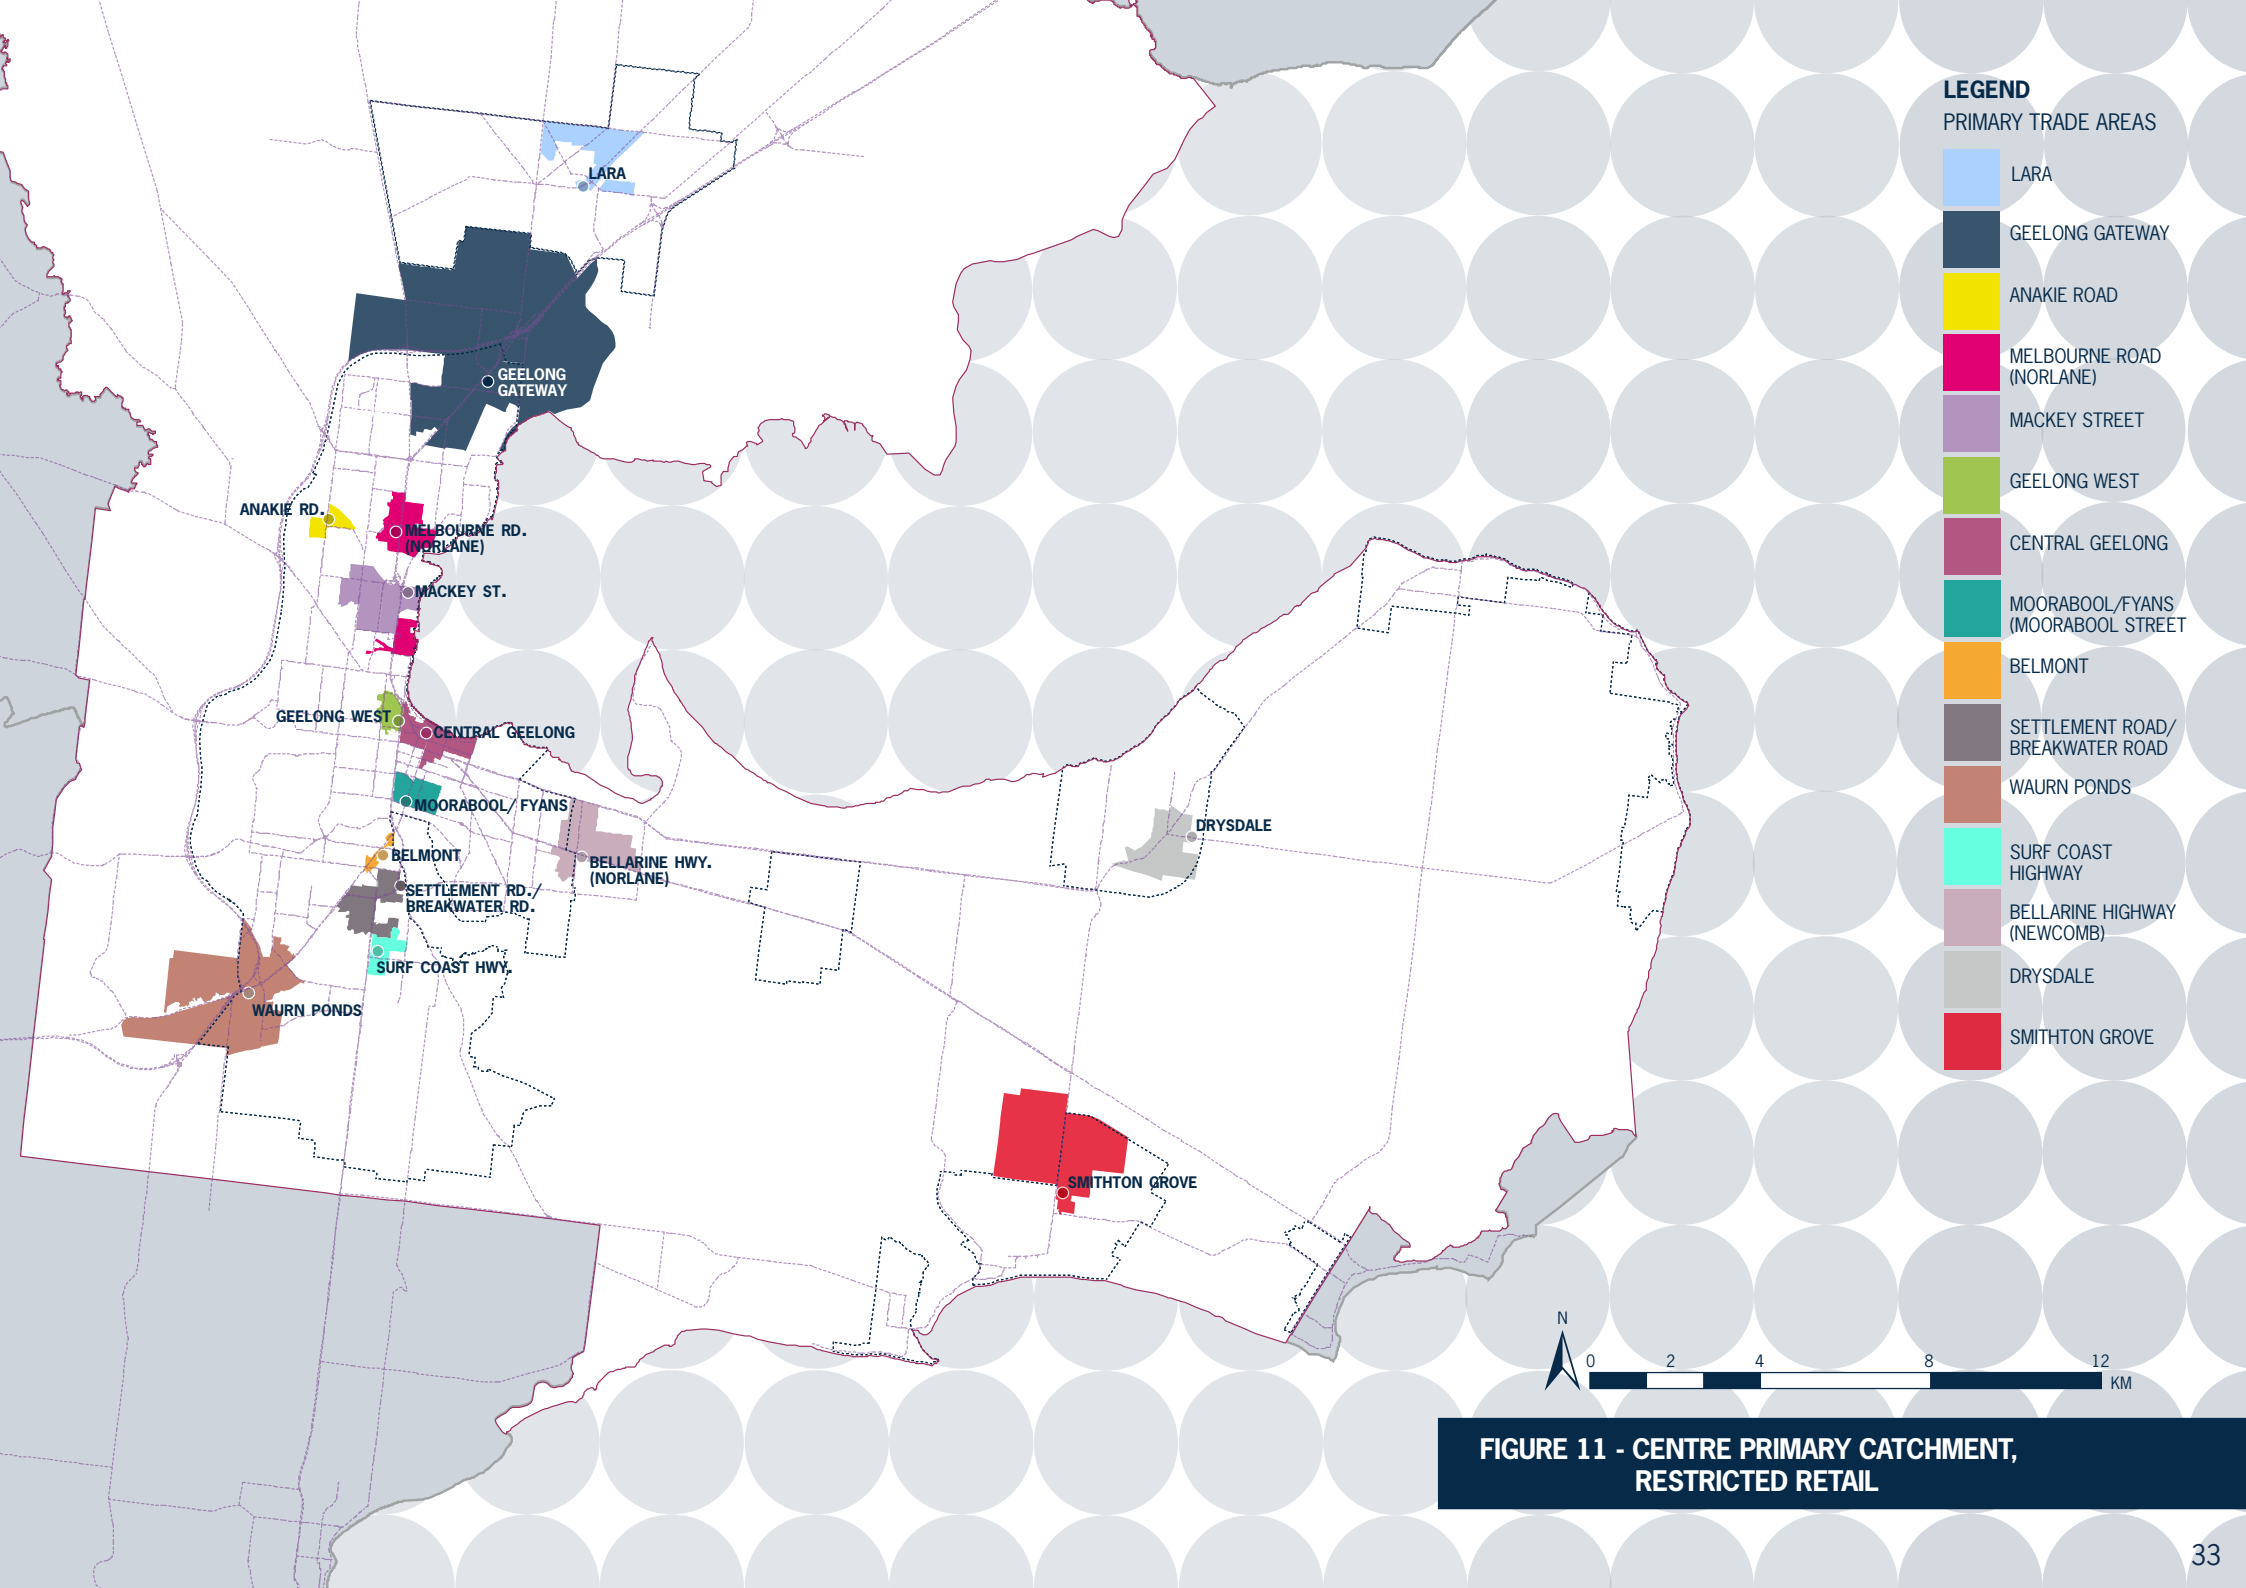 LEGEND
PRIMARY TRADE AREAS
LARA
GEELONG GATEWAY
ANAKIE ROAD
MELBOURNE ROAD
(NORLANE)
MACKEY STREET
GEELONG WEST
CENTRAL GEELONG
MOORABOOL/FYANS
(MOORABOOL STREET
BELMONT
SETTLEMENT ROAD/
BREAKWATER ROAD
WAURN PONDS
SURF COAST
HIGHWAY
BELLARINE HIGHWAY
(NEWCOMB)
DRYSDALE
SMITHTON GROVE
LARA
GEELONG
GATEWAY
ANAKIE RD.
MELBOURNE RD.
(NORLANE)
MACKEY ST.
GEELONG WEST
CENTRAL GEELONG
MOORABOOL/ FYANS
BELMONT
BELLARINE HWY.
(NORLANE)
SETTLEMENT RD./
BREAKWATER RD.
SURF COAST HWY.
WAURN PONDS
DRYSDALE
SMITHTON GROVE
N
0 2 4 8 12
KM
FIGURE 11 - CENTRE PRIMARY CATCHMENT,
RESTRICTED RETAIL
33